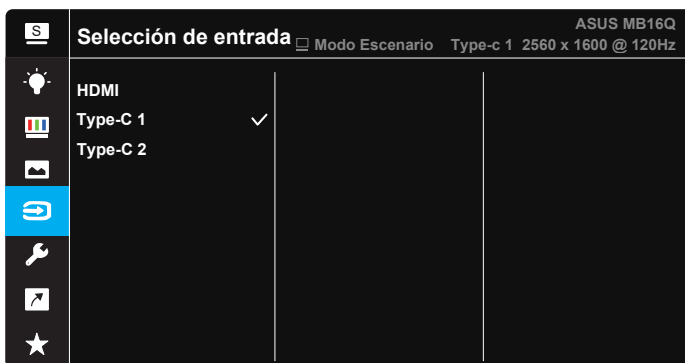 S
Selección de entrada
Modo Escenario Type-c 1 2560 x 1600 @ 120Hz
ASUS MB16Q
HDMI
Type-C 1
Type-C 2